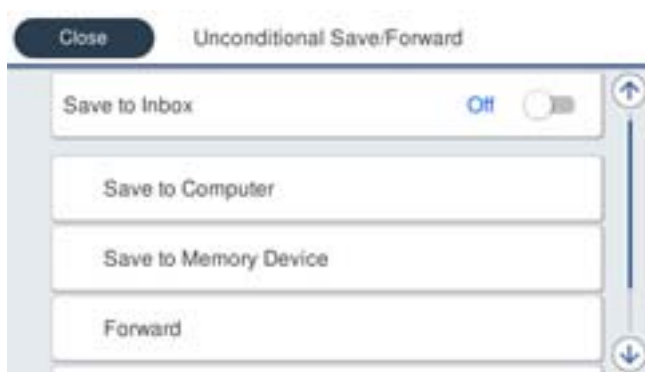 Close Unconditional Save/Forward
Save to Inbox Off
Save to Computer
Save to Memory Device
Forward